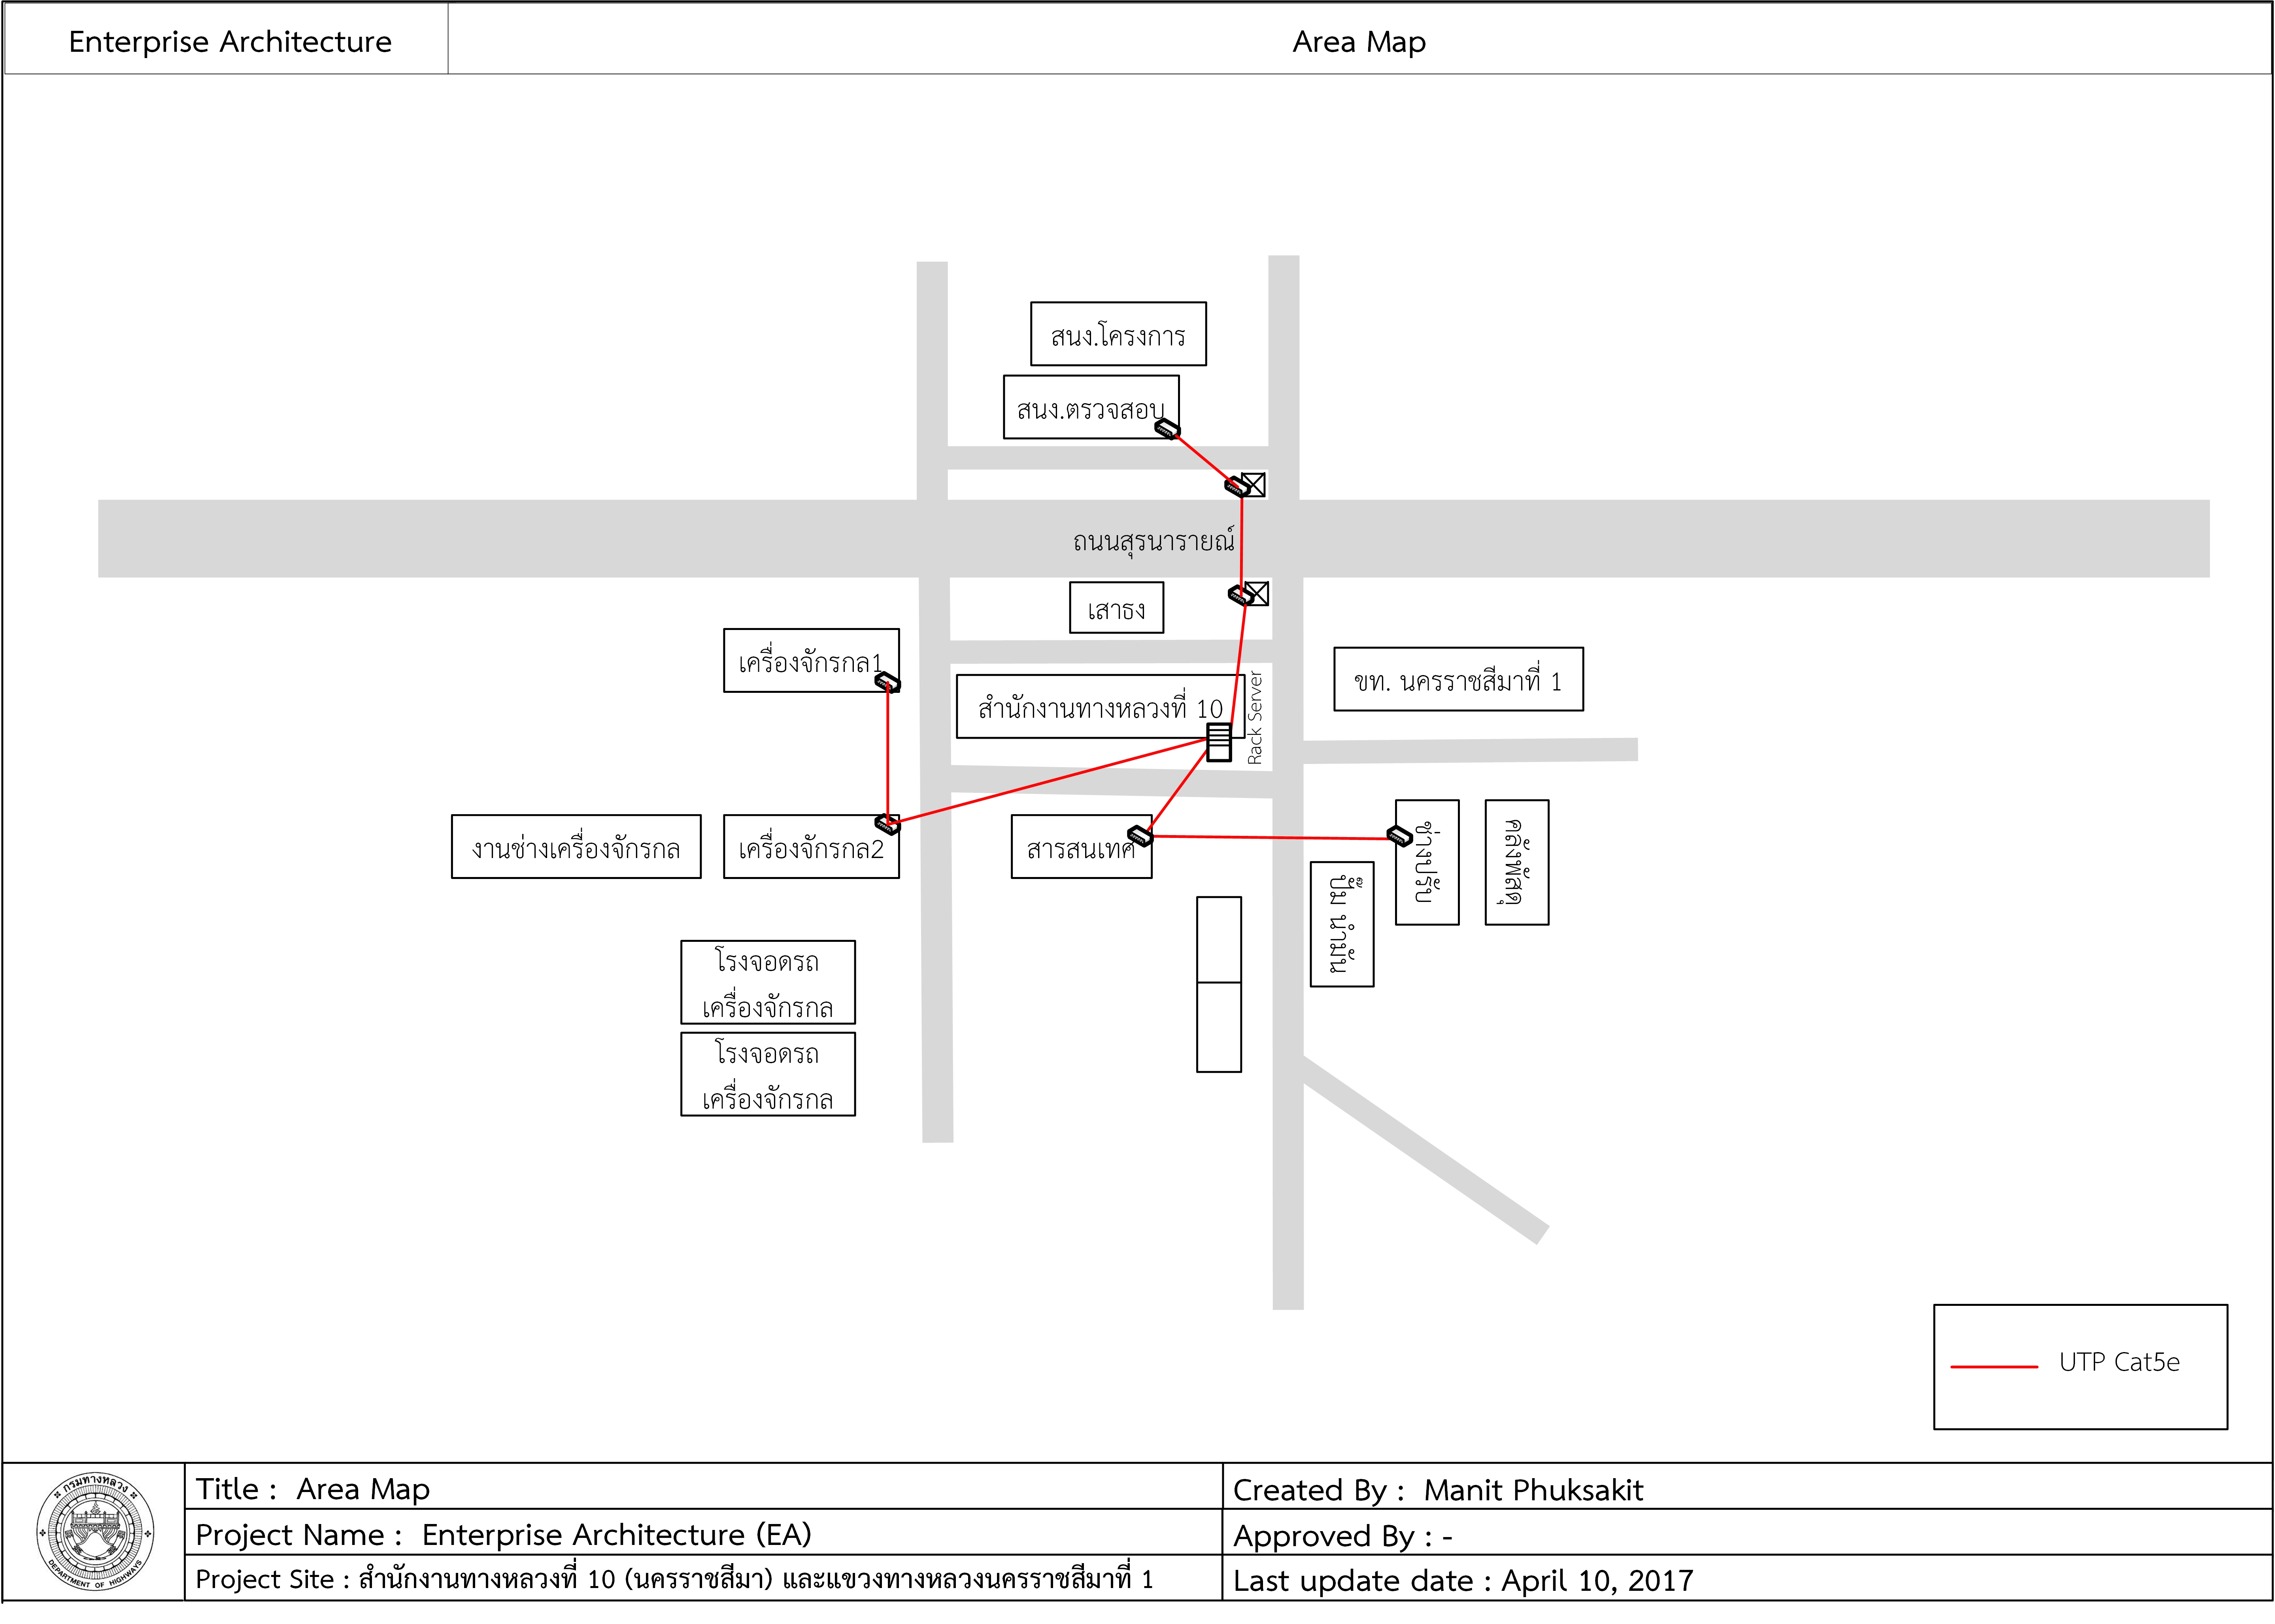 Enterprise Architecture
Area Map
สนง.โครงการ
สนง.ตรวจสอบ
ถนนสุรนารายณ์
เสาธง
เครื่องจักรกล1
ขท. นครราชสีมาที่ 1
สำนักงานทางหลวงที่ 10
Rack Server
งานช่างเครื่องจักรกล
เครื่องจักรกล2
สารสนเทศ
ช่างปรับ
คลังพัสดุ
ปั๊ม น้ำมัน
โรงจอดรถ
เครื่องจักรกล
โรงจอดรถ
เครื่องจักรกล
UTP Cat5e
กรมทางหลวง
DEPARTMENT OF HIGHWAYS
Title : Area Map
Created By : Manit Phuksakit
Project Name : Enterprise Architecture (EA)
Approved By : -
Project Site : สำนักงานทางหลวงที่ 10 (นครราชสีมา) และแขวงทางหลวงนครราชสีมาที่ 1
Last update date : April 10, 2017